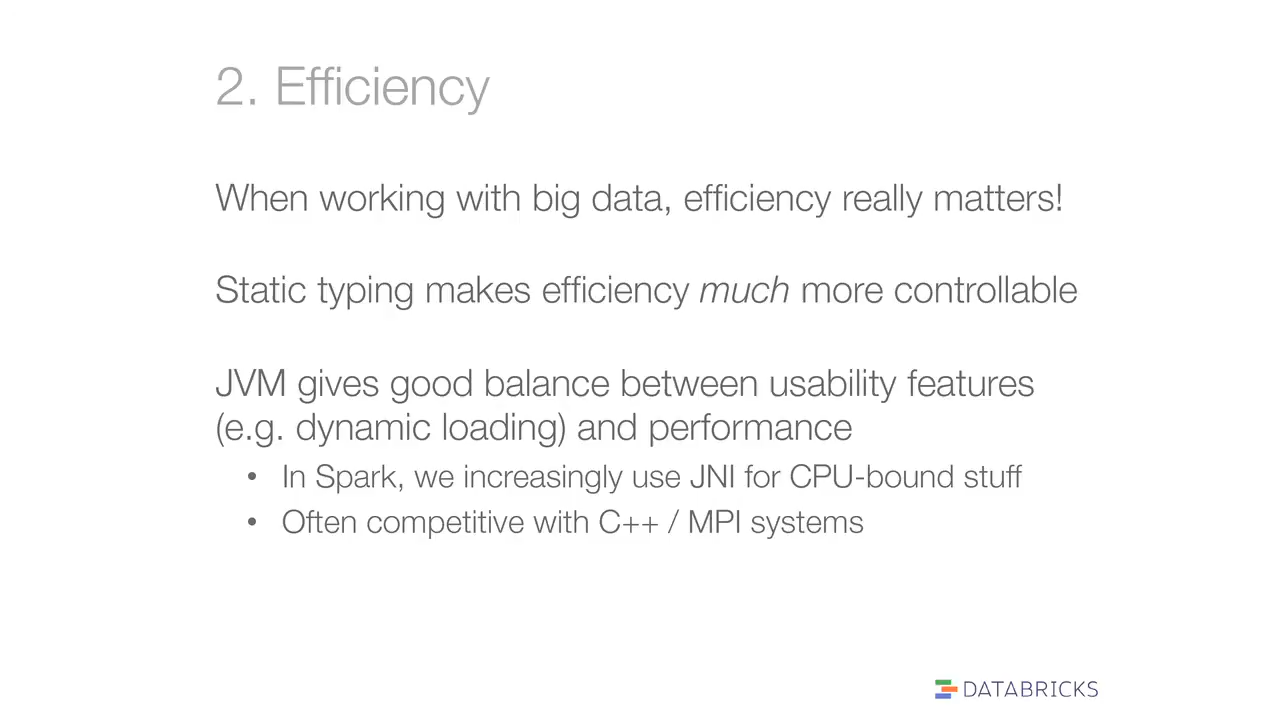 2. Efficiency
When working with big data, efficiency really matters!
Static typing makes efficiency much more controllable
JVM gives good balance between usability features
(e.g. dynamic loading) and performance
• In Spark, we increasingly use JNI for CPU-bound stuff
• Often competitive with C++ / MPI systems
DATABRICKS